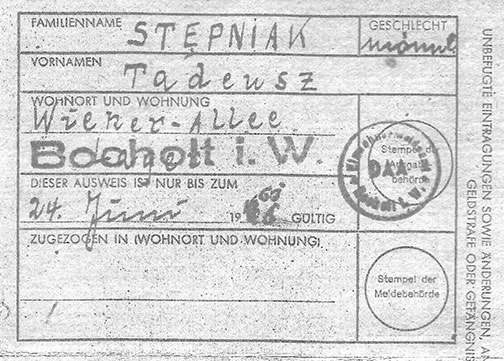 FAMILIENNAME STĘPNIAK
GESCHLECHT männl
VORNAMEN Tadeusz
WOHNORT UND WOHNUNG
Wiener-Allee
Bocholt i. W.
DIESER AUSWEIS IST NUR BIS ZUM
24. Juni 19 GÜLTIG
ZUGEZOGEN IN (WOHNORT UND WOHNUNG)
Stempel der
behörde
Stempel der
Meldebehörde
UNBEFUGTE EINTRAGUNGEN SOWIE ÄNDERUNGEN A
GELDSTRAFE ODER GEFÄNGNIS